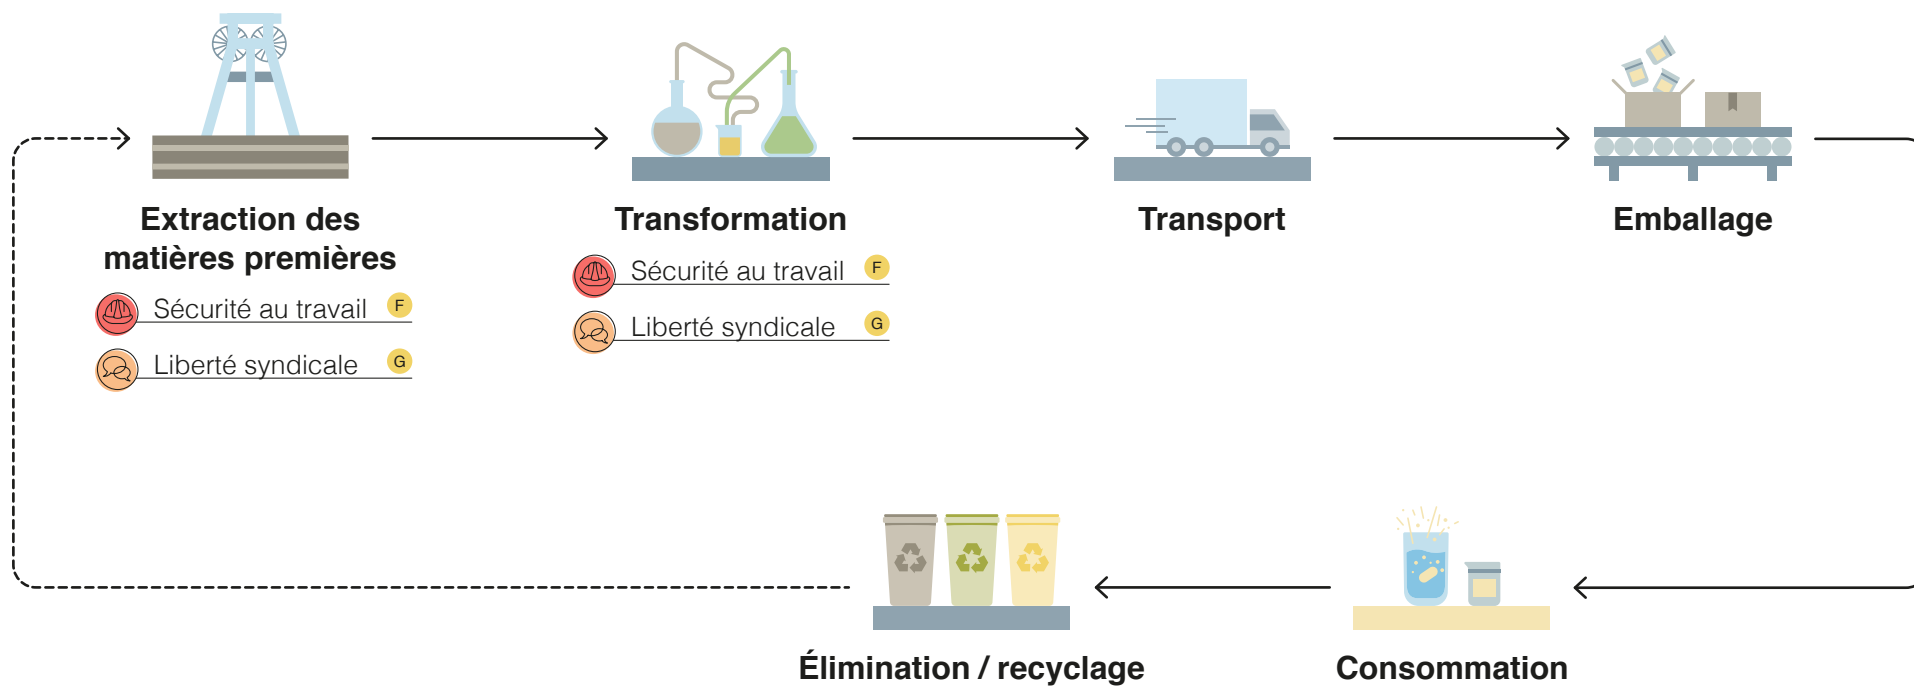 Extraction des
matières premières
Sécurité au travail F
Liberté syndicale G
Transformation
Sécurité au travail F
Liberté syndicale G
Transport
Emballage
Élimination / recyclage
Consommation